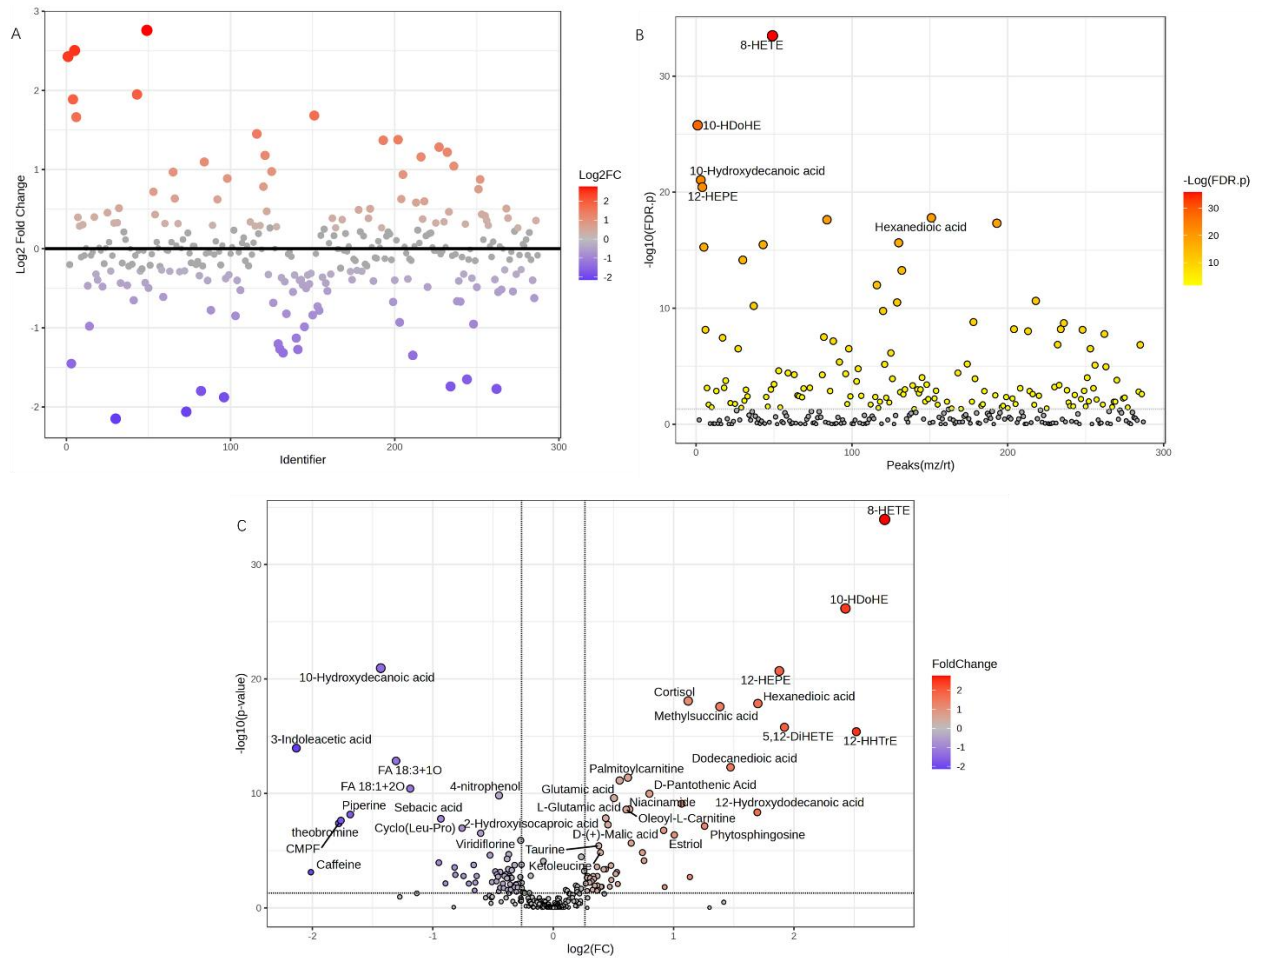 A
3
2
1
0
-1
-2
Log2 Fold Change
0
100
200
300
Identifier
Log2FC
2
1
0
-1
-2
B
8-HETE
10-HDoHE
10-Hydroxydecanoic acid
12-HEPE
Hexanedioic acid
30
20
10
0
-log10(FDR.p)
0
100
200
300
Peaks(mz/rt)
-Log(FDR.p)
30
20
10
C
8-HETE
10-HDoHE
10-Hydroxydecanoic acid
12-HEPE
Cortisol
Hexanedioic acid
Methylsuccinic acid
3-Indoleacetic acid
5,12-DiHETE
12-HHTrE
Dodecanedioic acid
FA 18:3+1O
Palmitoylcarnitine
FA 18:1+2O
4-nitrophenol
Glutamic acid
D-Pantothenic Acid
Piperine
Sebacic acid
L-Glutamic acid
Niacinamide
12-Hydroxydodecanoic acid
Oleoyl-L-Carnitine
theobromine
Cyclo(Leu-Pro)
2-Hydroxyisocaproic acid
D-(+)-Malic acid
Phytosphingosine
CMPF
Viridiflorine
Taurine
Estriol
Caffeine
Ketoleucine
30
20
10
0
-log10(p-value)
-2
-1
0
1
2
log2(FC)
FoldChange
2
1
0
-1
-2